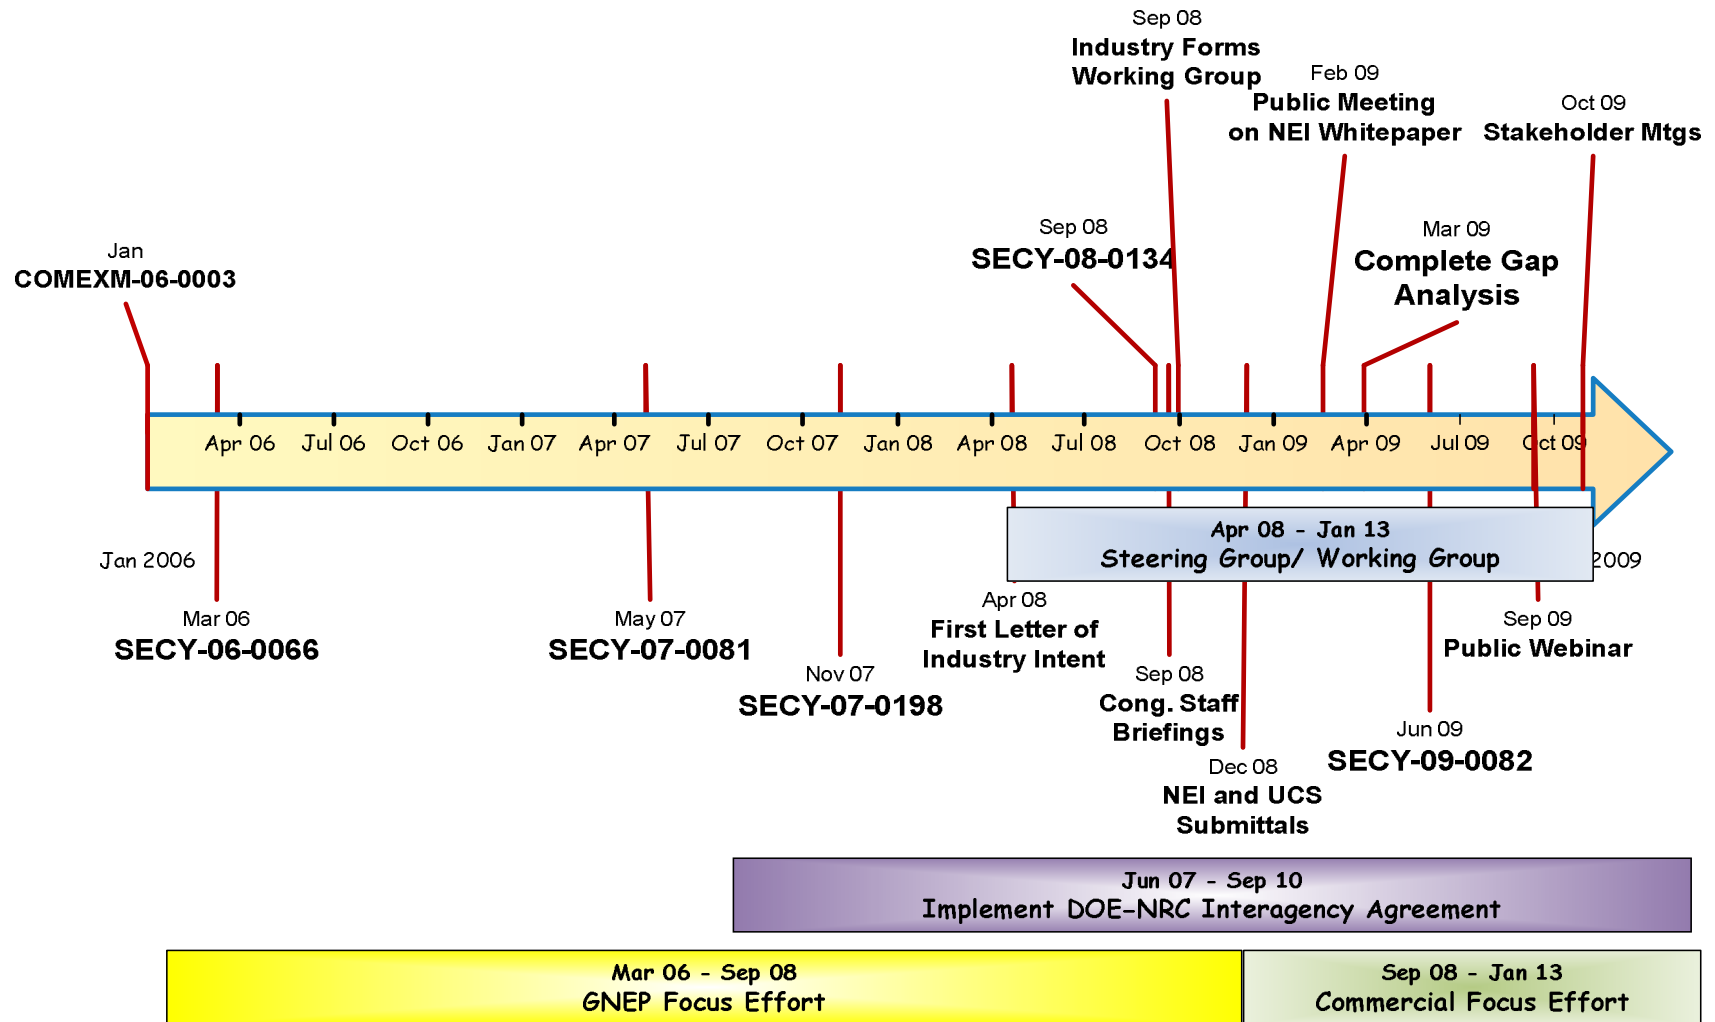 Sep 08
Industry Forms
Working Group
Feb 09
Public Meeting
on NEI Whitepaper
Oct 09
Stakeholder Mtgs
Sep 08
SECY-08-0134
Mar 09
Complete Gap
Analysis
Jan
COMEXM-06-0003
Apr 06 Jul 06 Oct 06 Jan 07 Apr 07 Jul 07 Oct 07 Jan 08 Apr 08 Jul 08 Oct 08 Jan 09 Apr 09 Jul 09 Oct 09
Apr 08 - Jan 13
Steering Group/ Working Group
Jan 2006
2009
Mar 06
SECY-06-0066
May 07
SECY-07-0081
Nov 07
SECY-07-0198
Apr 08
First Letter of
Industry Intent
Sep 08
Cong. Staff
Briefings
Dec 08
NEI and UCS
Submittals
Jun 09
SECY-09-0082
Sep 09
Public Webinar
Jun 07 - Sep 10
Implement DOE-NRC Interagency Agreement
Mar 06 - Sep 08
GNEP Focus Effort
Sep 08 - Jan 13
Commercial Focus Effort